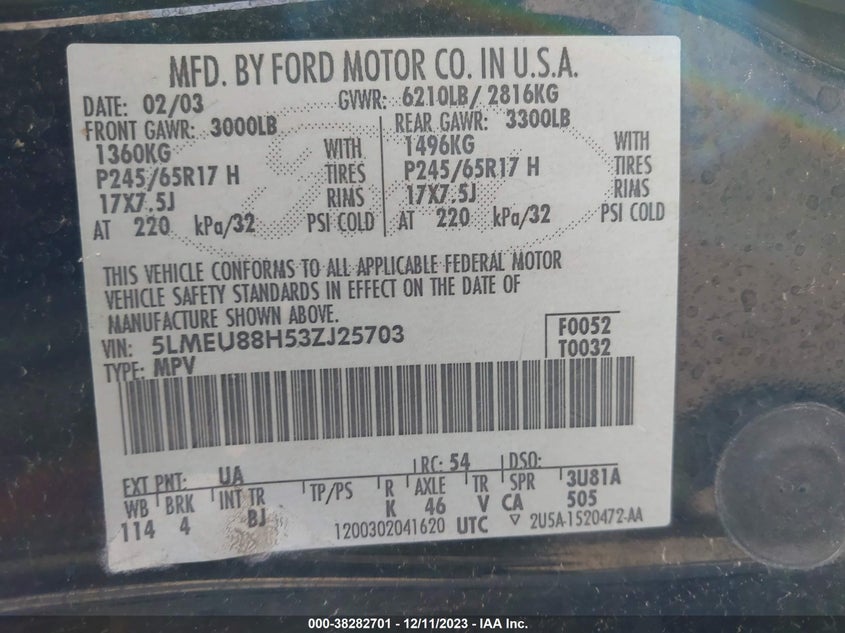 MFD. BY FORD MOTOR CO. IN U.S.A.
DATE: 02/03 GVWR: 6210LB/ 2816KG
FRONT GAWR: 3000LB REAR GAWR: 3300LB
1360KG WITH 1496KG WITH
P245/65R17 H TIRES P245/65R17 H TIRES
17X7.5J RIMS 17X7.5J RIMS
AT 220 kPa/32 PSI COLD AT 220 kPa/32 PSI COLD
THIS VEHICLE CONFORMS TO ALL APPLICABLE FEDERAL MOTOR
VEHICLE SAFETY STANDARDS IN EFFECT ON THE DATE OF
MANUFACTURE SHOWN ABOVE.
VIN: 5LMEU88H53ZJ25703 F0052
TYPE: MPV T0032
EXT PNT: UA RC: 54 DSO:
WB BRK INT TR TP/PS R AXLE TR SPR 3U81A
114 4 BJ K 46 V CA 505
1200302041620 UTC ▽ 2U5A-1520472-AA
000-38282701 - 12/11/2023 - IAA Inc.